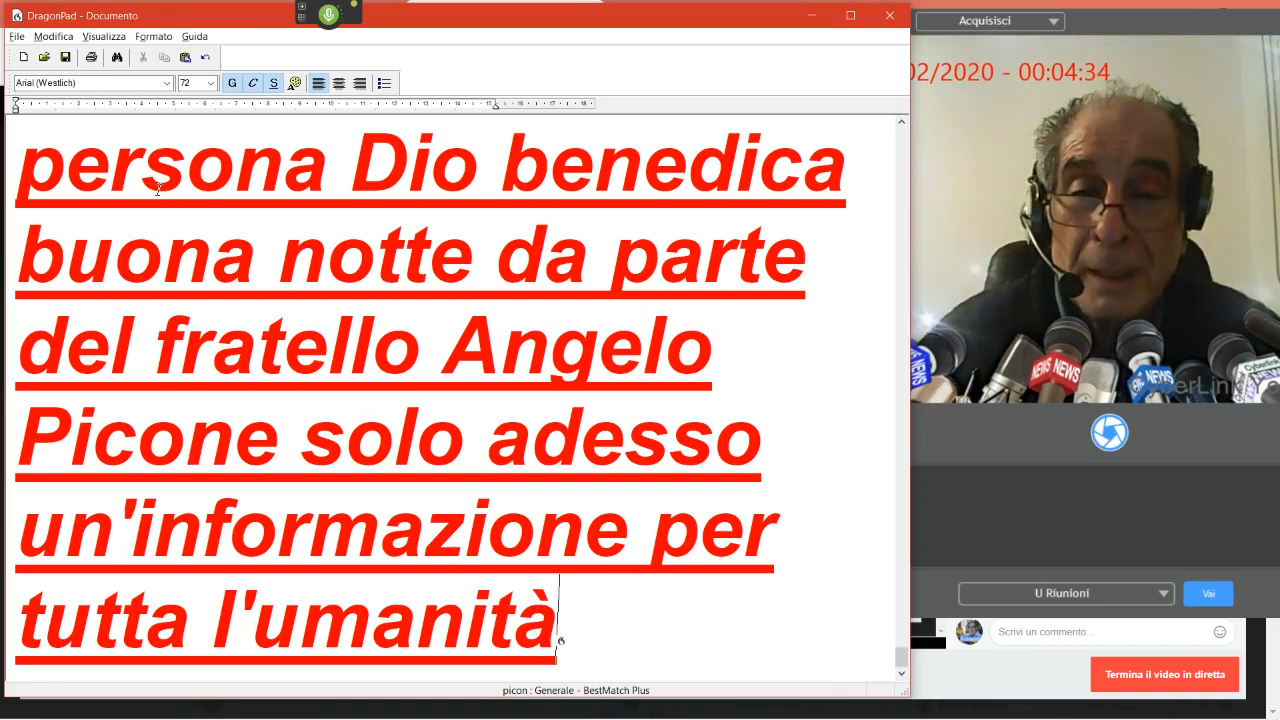 DragonPad - Documento
File Modifica Visualizza Formato Guida
Arial (Westlich) 72 G C S
persona Dio benedica
buona notte da parte
del fratello Angelo
Picone solo adesso
un'informazione per
tutta l'umanità
picon : Generale - BestMatch Plus
Acquisisci
02/2020 - 00:04:34
NEWS NEWS
NEWS
NEWS
CyberLink
U Riunioni
Vai
Scrivi un commento...
Termina il video in diretta